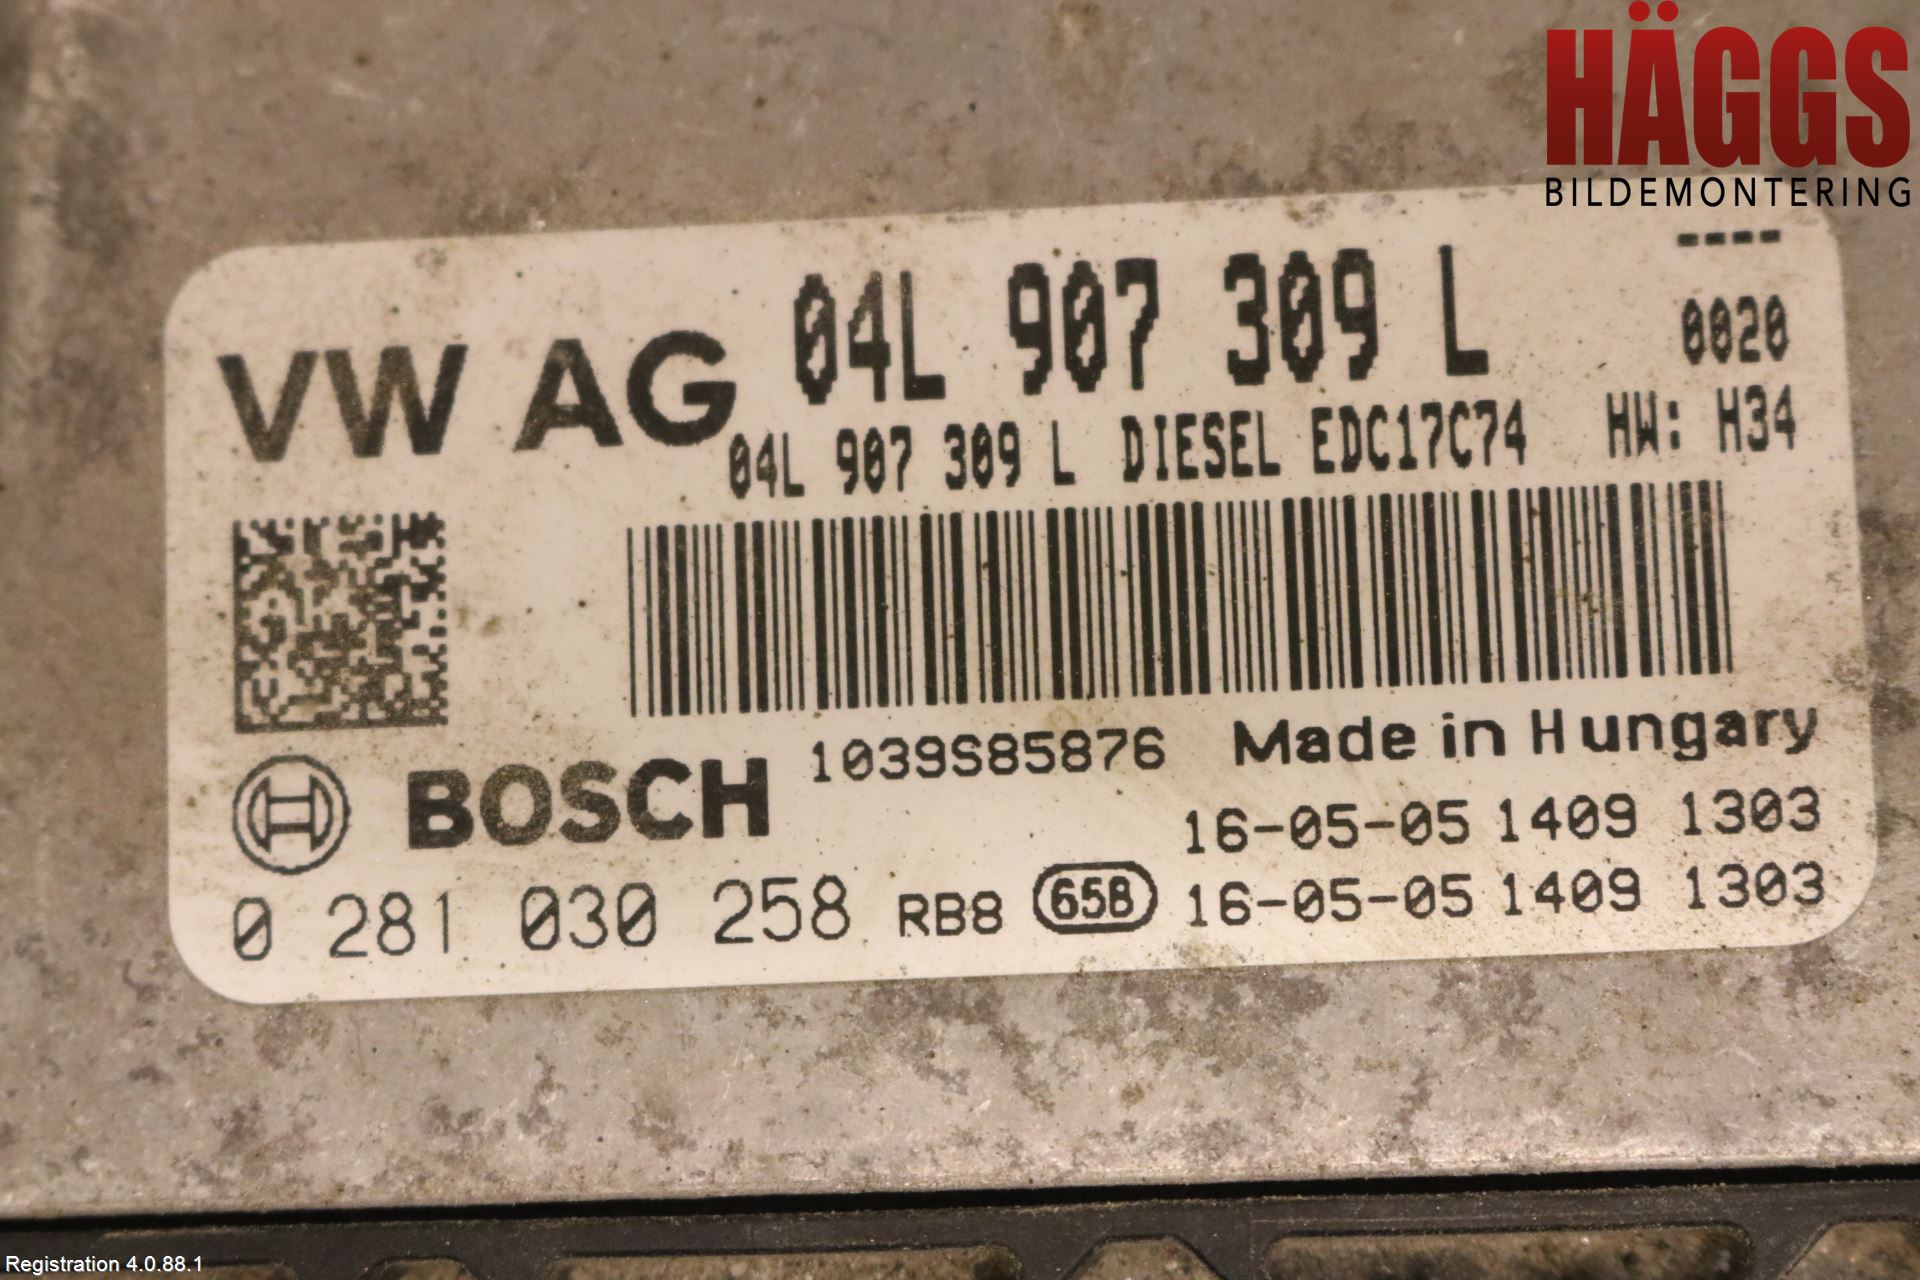 HÄGGS
BILDEMONTERING
----
VW AG 04L 907 309 L 0020
04L 907 309 L DIESEL EDC17C74 HW: H34
BOSCH 1039S85876 Made in Hungary
16-05-05 1409 1303
0 281 030 258 RB8 65B 16-05-05 1409 1303
Registration 4.0.88.1